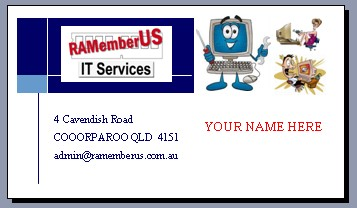 RAMemberUS
IT Services
4 Cavendish Road
COOORPAROO QLD 4151
admin@ramemberus.com.au
YOUR NAME HERE